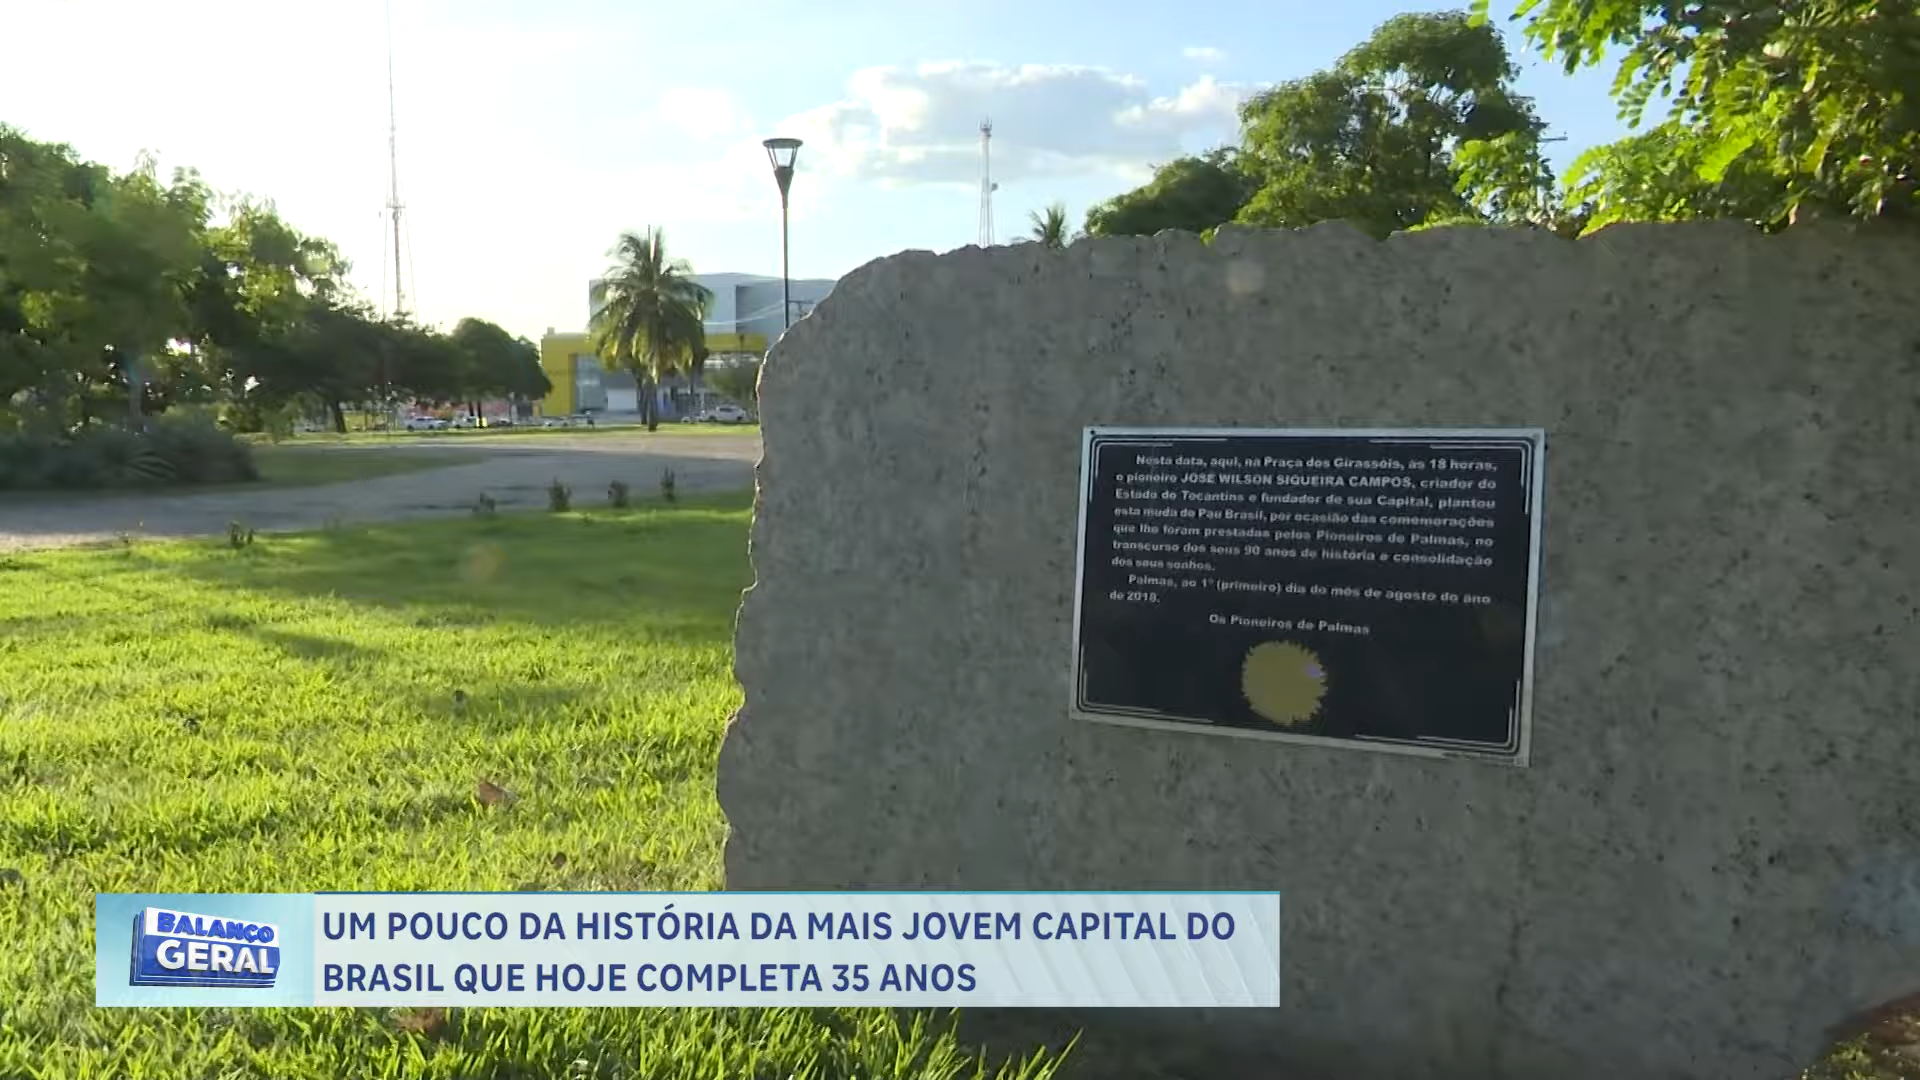 Nesta data, aqui, na Praça dos Girassóis, às 18 horas,
o pioneiro JOSÉ WILSON SIQUEIRA CAMPOS, criador do
Estado do Tocantins e fundador de sua Capital, plantou
esta muda de Pau Brasil, por ocasião das comemorações
que lhe foram prestadas pelos Pioneiros de Palmas, no
transcurso dos seus 90 anos de história e consolidação
dos seus sonhos.
Palmas, ao 1º (primeiro) dia do mês de agosto do ano
de 2018.
Os Pioneiros de Palmas
BALANÇO
GERAL
UM POUCO DA HISTÓRIA DA MAIS JOVEM CAPITAL DO
BRASIL QUE HOJE COMPLETA 35 ANOS